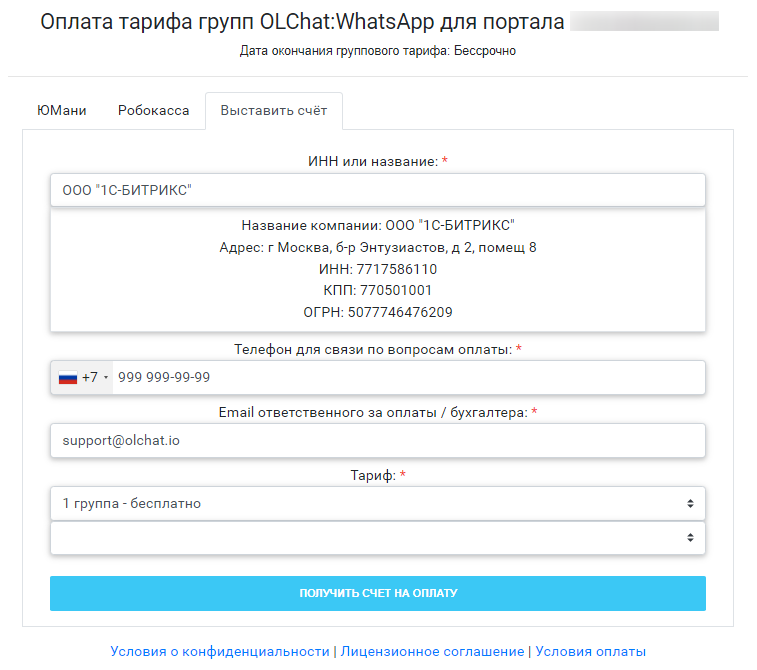 Оплата тарифа групп OLChat:WhatsApp для портала
Дата окончания группового тарифа: Бессрочно
ЮМани Робокасса Выставить счёт
ИНН или название: *
ООО "1С-БИТРИКС"
Название компании: ООО "1С-БИТРИКС"
Адрес: г Москва, б-р Энтузиастов, д 2, помещ 8
ИНН: 7717586110
КПП: 770501001
ОГРН: 5077746476209
Телефон для связи по вопросам оплаты: *
+7 999 999-99-99
Email ответственного за оплаты / бухгалтера: *
support@olchat.io
Тариф: *
1 группа - бесплатно
ПОЛУЧИТЬ СЧЕТ НА ОПЛАТУ
Условия о конфиденциальности | Лицензионное соглашение | Условия оплаты